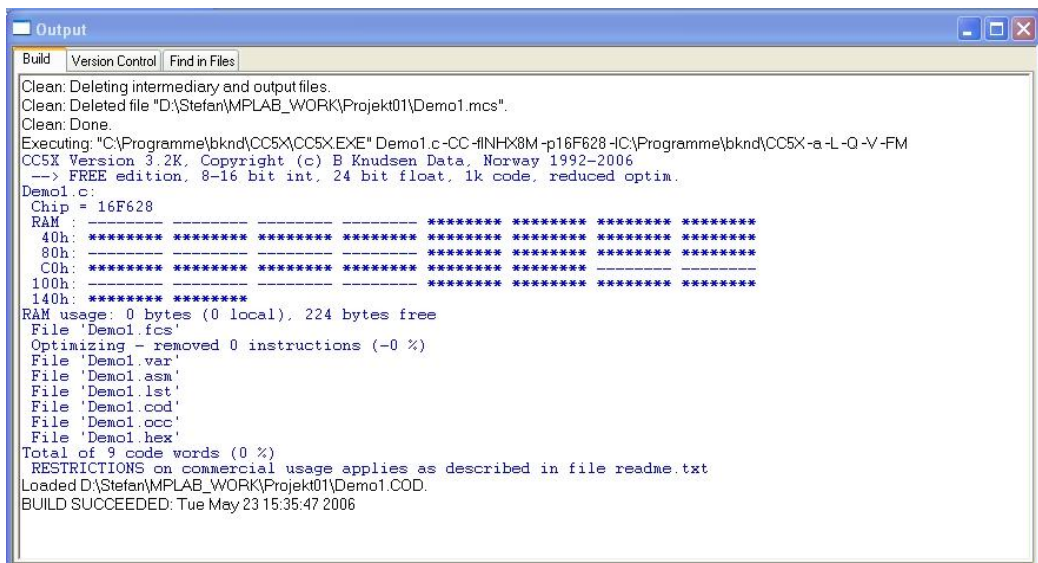 Output
Build Version Control Find in Files
Clean: Deleting intermediary and output files.
Clean: Deleted file "D:\Stefan\MPLAB_WORK\Projekt01\Demo1.mcs".
Clean: Done.
Executing: "C:\Programme\bknd\CC5X\CC5X.EXE" Demo1.c -CC -fINHX8M -p16F628 -IC:\Programme\bknd\CC5X -a -L -Q -V -FM
CC5X Version 3.2K, Copyright (c) B Knudsen Data, Norway 1992-2006
 --> FREE edition, 8-16 bit int, 24 bit float, 1k code, reduced optim.
Demo1.c:
 Chip = 16F628
 RAM : -------- -------- -------- -------- ******** ******** ******** ********
  40h: ******** ******** ******** ******** ******** ******** ******** ********
  80h: -------- -------- -------- -------- ******** ******** ******** ********
  C0h: ******** ******** ******** ******** ******** ******** -------- --------
 100h: -------- -------- -------- -------- ******** ******** ******** ********
 140h: ******** ********
RAM usage: 0 bytes (0 local), 224 bytes free
 File 'Demo1.fcs'
 Optimizing - removed 0 instructions (-0 %)
 File 'Demo1.var'
 File 'Demo1.asm'
 File 'Demo1.lst'
 File 'Demo1.cod'
 File 'Demo1.occ'
 File 'Demo1.hex'
Total of 9 code words (0 %)
 RESTRICTIONS on commercial usage applies as described in file readme.txt
Loaded D:\Stefan\MPLAB_WORK\Projekt01\Demo1.COD.
BUILD SUCCEEDED: Tue May 23 15:35:47 2006